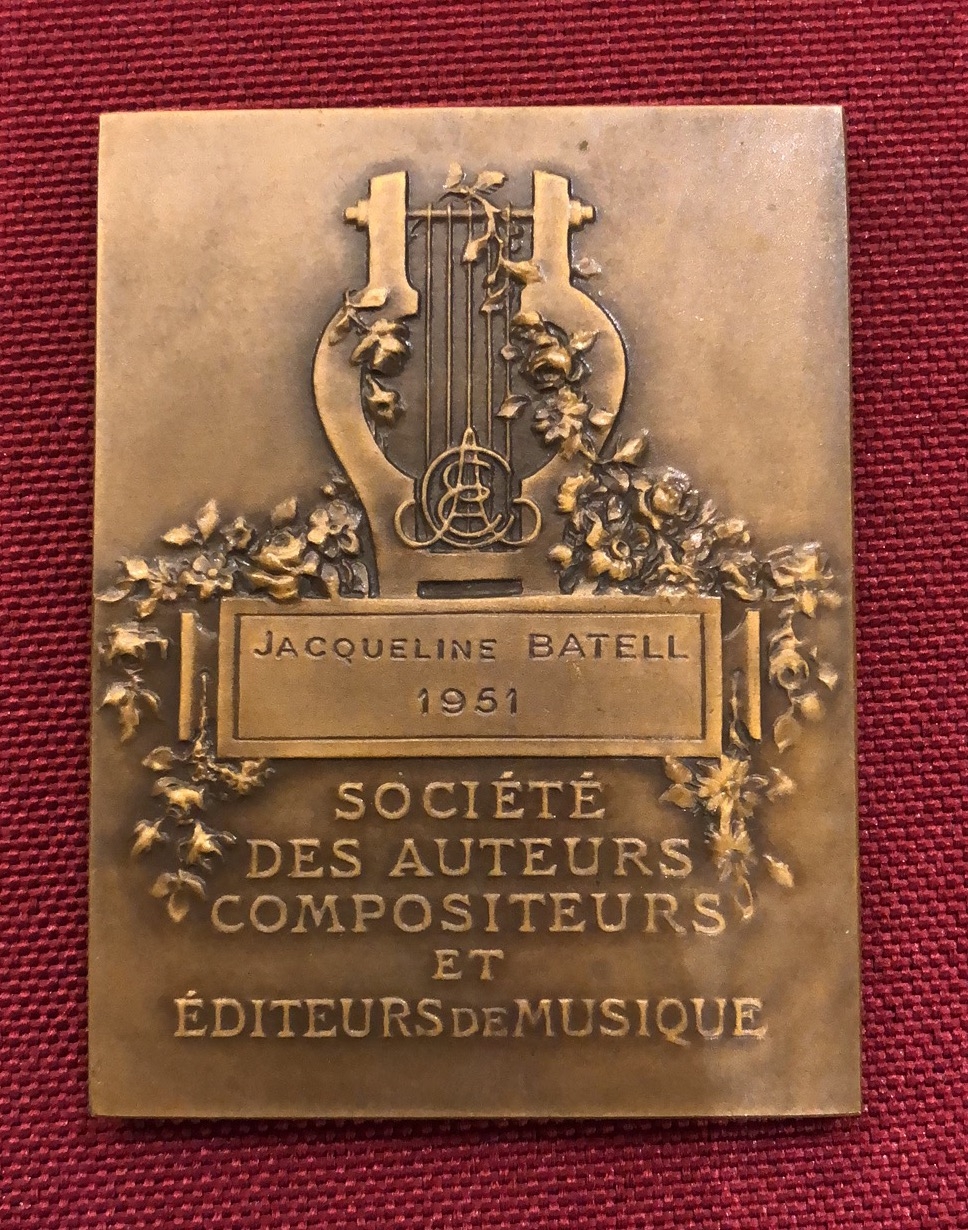 JACQUELINE BATELL
1951
SOCIÉTÉ
DES AUTEURS
COMPOSITEURS
ET
ÉDITEURS DE MUSIQUE